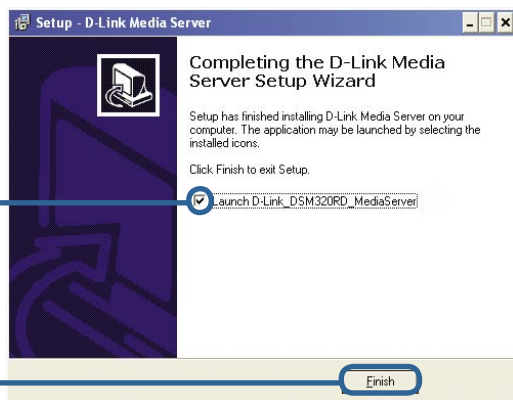 Setup - D-Link Media Server
Completing the D-Link Media
Server Setup Wizard
Setup has finished installing D-Link Media Server on your
computer. The application may be launched by selecting the
installed icons.
Click Finish to exit Setup.
Launch D-Link_DSM320RD_MediaServer
Finish